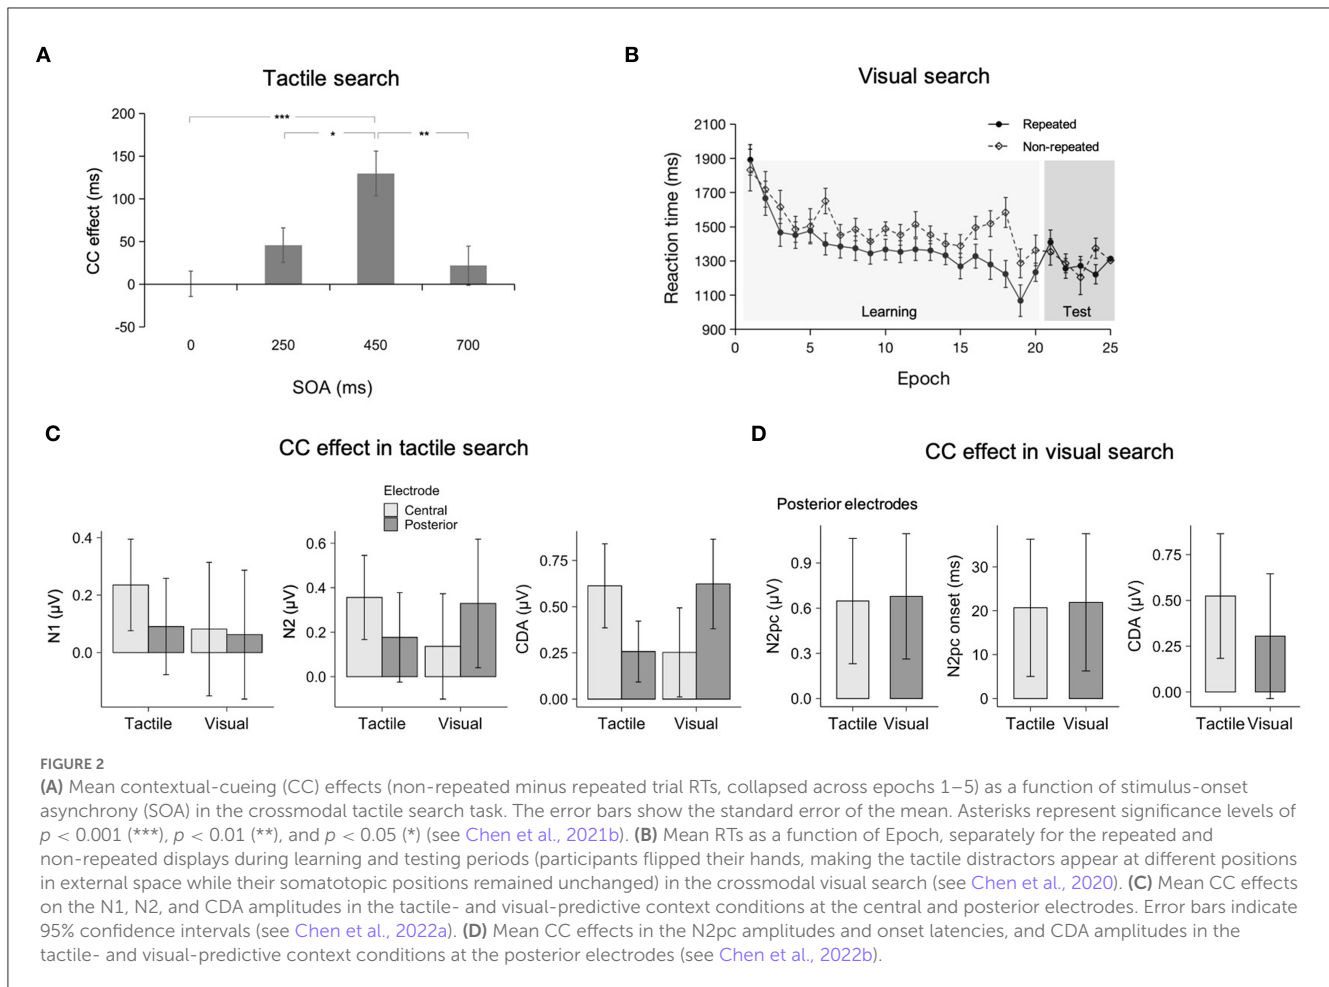 A
Tactile search
CC effect (ms)
200
150
100
50
0
-50
***
*
**
0 250 450 700
SOA (ms)
B
Visual search
Reaction time (ms)
2100
1900
1700
1500
1300
1100
900
Repeated
Non-repeated
Learning
Test
0 5 10 15 20 25
Epoch
C
CC effect in tactile search
Electrode
Central
Posterior
N1 (µV)
0.4
0.2
0.0
Tactile Visual
N2 (µV)
0.6
0.4
0.2
0.0
Tactile Visual
CDA (µV)
0.75
0.50
0.25
0.00
Tactile Visual
D
CC effect in visual search
Posterior electrodes
N2pc (µV)
0.9
0.6
0.3
0.0
Tactile Visual
N2pc onset (ms)
30
20
10
0
Tactile Visual
CDA (µV)
0.75
0.50
0.25
0.00
Tactile Visual
FIGURE 2
(A) Mean contextual-cueing (CC) effects (non-repeated minus repeated trial RTs, collapsed across epochs 1–5) as a function of stimulus-onset
asynchrony (SOA) in the crossmodal tactile search task. The error bars show the standard error of the mean. Asterisks represent significance levels of
p < 0.001 (***), p < 0.01 (**), and p < 0.05 (*) (see Chen et al., 2021b). (B) Mean RTs as a function of Epoch, separately for the repeated and
non-repeated displays during learning and testing periods (participants flipped their hands, making the tactile distractors appear at different positions
in external space while their somatotopic positions remained unchanged) in the crossmodal visual search (see Chen et al., 2020). (C) Mean CC effects
on the N1, N2, and CDA amplitudes in the tactile- and visual-predictive context conditions at the central and posterior electrodes. Error bars indicate
95% confidence intervals (see Chen et al., 2022a). (D) Mean CC effects in the N2pc amplitudes and onset latencies, and CDA amplitudes in the
tactile- and visual-predictive context conditions at the posterior electrodes (see Chen et al., 2022b).